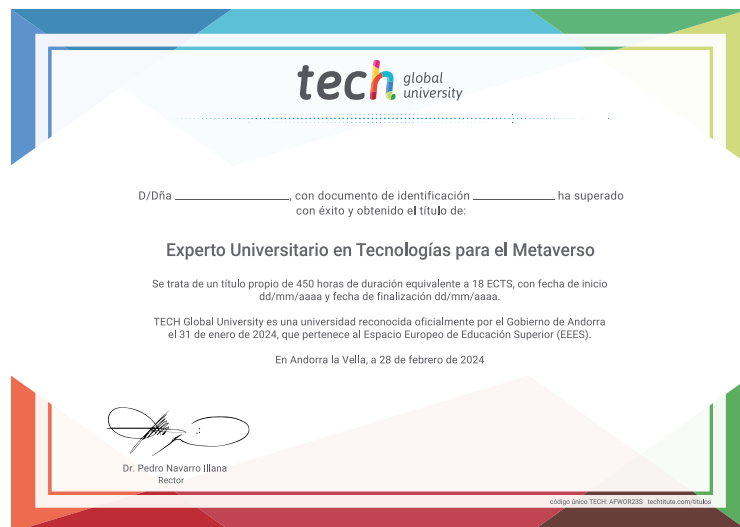 tech global
university
D/Dña ______________________, con documento de identificación _______________ ha superado
con éxito y obtenido el título de:
Experto Universitario en Tecnologías para el Metaverso
Se trata de un título propio de 450 horas de duración equivalente a 18 ECTS, con fecha de inicio
dd/mm/aaaa y fecha de finalización dd/mm/aaaa.
TECH Global University es una universidad reconocida oficialmente por el Gobierno de Andorra
el 31 de enero de 2024, que pertenece al Espacio Europeo de Educación Superior (EEES).
En Andorra la Vella, a 28 de febrero de 2024
Dr. Pedro Navarro Illana
Rector
código único TECH: AFWOR23S techtitute.com/titulos